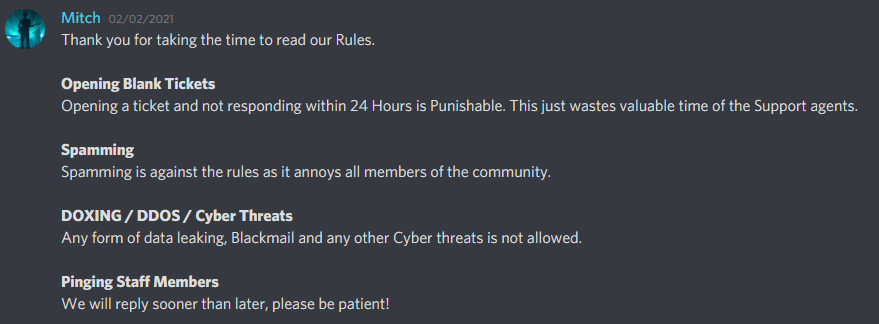 Mitch 02/02/2021
Thank you for taking the time to read our Rules.
Opening Blank Tickets
Opening a ticket and not responding within 24 Hours is Punishable. This just wastes valuable time of the Support agents.
Spamming
Spamming is against the rules as it annoys all members of the community.
DOXING / DDOS / Cyber Threats
Any form of data leaking, Blackmail and any other Cyber threats is not allowed.
Pinging Staff Members
We will reply sooner than later, please be patient!